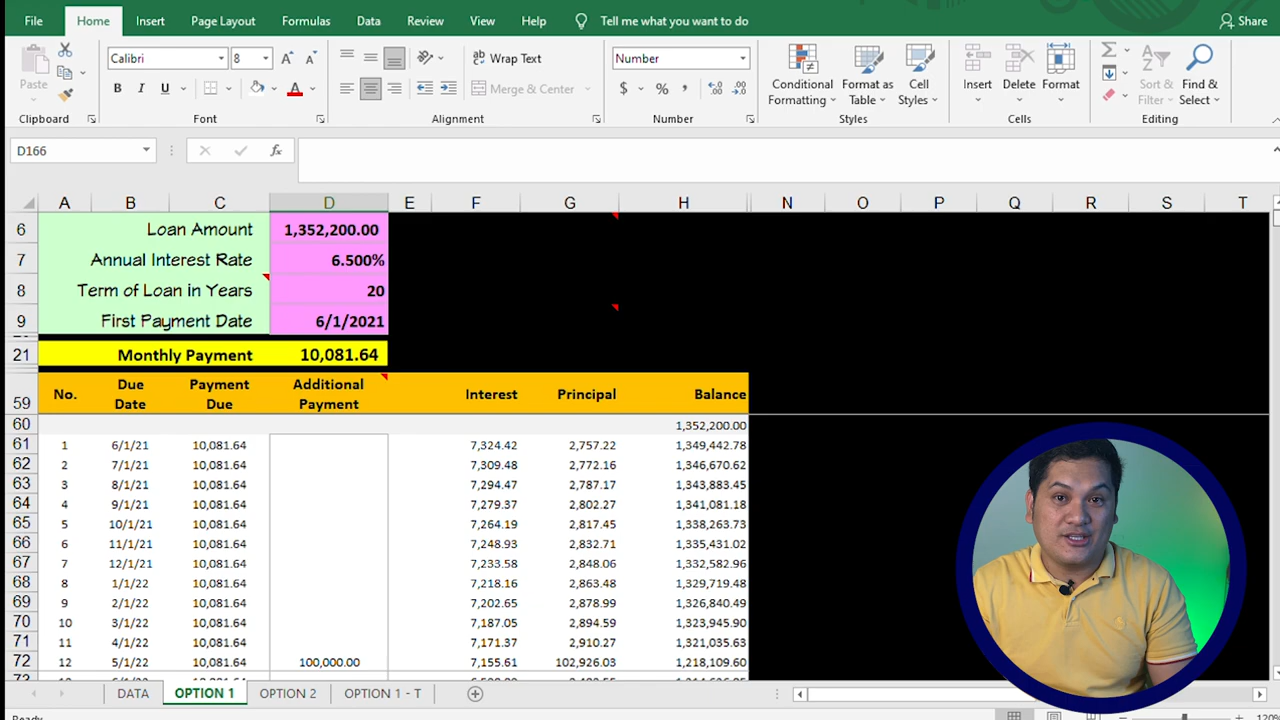 File Home Insert Page Layout Formulas Data Review View Help Tell me what you want to do Share
Calibri 8 Wrap Text Number
Paste B I U Merge & Center $ % , Conditional Formatting Format as Table Cell Styles Insert Delete Format Sort & Filter Find & Select
Clipboard Font Alignment Number Styles Cells Editing
D166 fx
A B C D E F G H N O P Q R S T
6 Loan Amount 1,352,200.00
7 Annual Interest Rate 6.500%
8 Term of Loan in Years 20
9 First Payment Date 6/1/2021
21 Monthly Payment 10,081.64
59 No. Due Date Payment Due Additional Payment Interest Principal Balance
60 1,352,200.00
61 1 6/1/21 10,081.64 7,324.42 2,757.22 1,349,442.78
62 2 7/1/21 10,081.64 7,309.48 2,772.16 1,346,670.62
63 3 8/1/21 10,081.64 7,294.47 2,787.17 1,343,883.45
64 4 9/1/21 10,081.64 7,279.37 2,802.27 1,341,081.18
65 5 10/1/21 10,081.64 7,264.19 2,817.45 1,338,263.73
66 6 11/1/21 10,081.64 7,248.93 2,832.71 1,335,431.02
67 7 12/1/21 10,081.64 7,233.58 2,848.06 1,332,582.96
68 8 1/1/22 10,081.64 7,218.16 2,863.48 1,329,719.48
69 9 2/1/22 10,081.64 7,202.65 2,878.99 1,326,840.49
70 10 3/1/22 10,081.64 7,187.05 2,894.59 1,323,945.90
71 11 4/1/22 10,081.64 7,171.37 2,910.27 1,321,035.63
72 12 5/1/22 10,081.64 100,000.00 7,155.61 102,926.03 1,218,109.60
DATA OPTION 1 OPTION 2 OPTION 1 - T